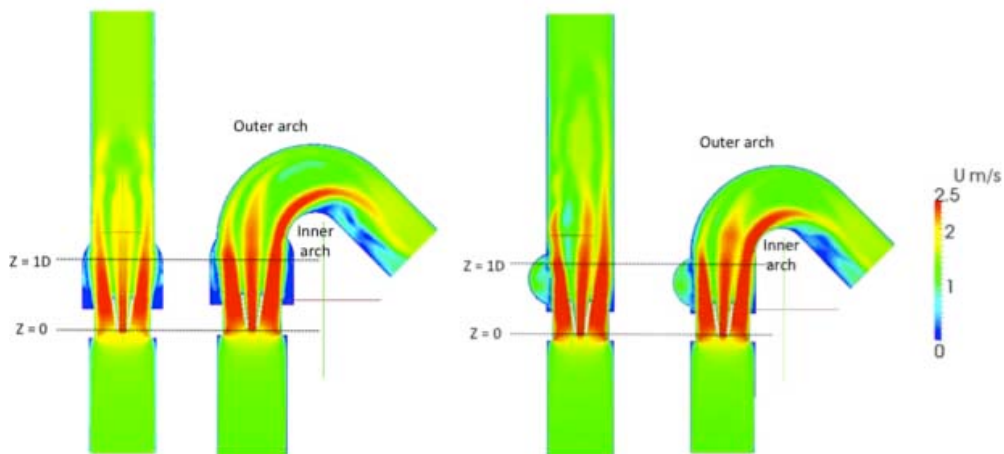 Outer arch
Inner
arch
Z = 1D
Z = 0
Outer arch
Inner
arch
Z = 1D
Z = 0
U m/s
2.5
2
1
0